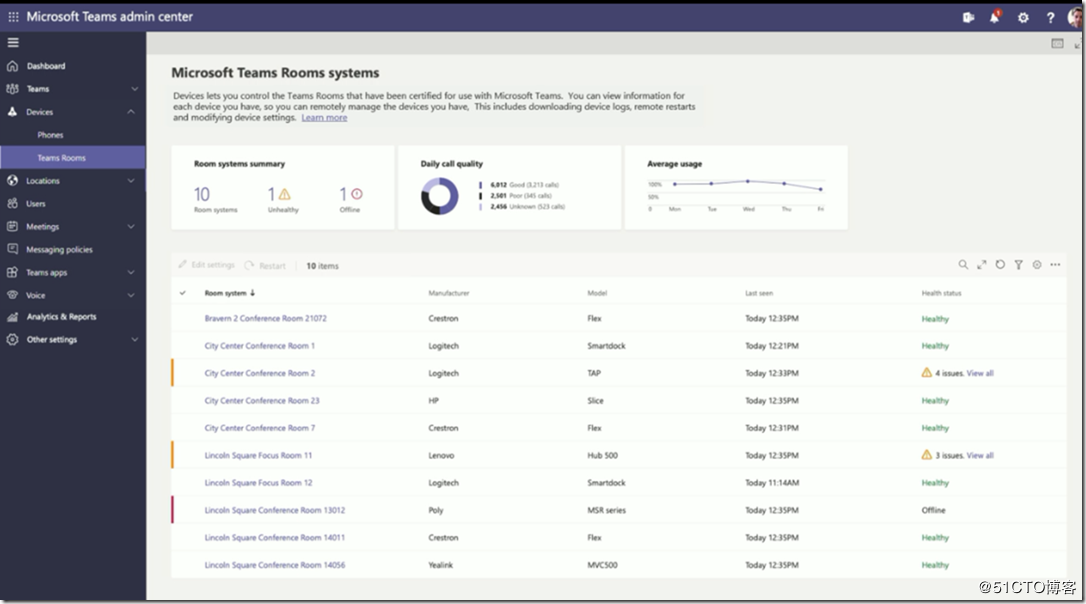 Microsoft Teams admin center
Dashboard
Teams
Devices
Phones
Teams Rooms
Locations
Users
Meetings
Messaging policies
Teams apps
Voice
Analytics & Reports
Other settings
Microsoft Teams Rooms systems
Devices lets you control the Teams Rooms that have been certified for use with Microsoft Teams. You can view information for
each device you have, so you can remotely manage the devices you have, This includes downloading device logs, remote restarts
and modifying device settings. Learn more
Room systems summary
10 1 1
Room systems Unhealthy Offline
Daily call quality
6,012 Good (3,213 calls)
2,501 Poor (345 calls)
2,456 Unknown (523 calls)
Average usage
100%
50%
0 Mon Tue Wed Thu Fri
Edit settings Restart 10 items
Room system ↓ Manufacturer Model Last seen Health status
Bravern 2 Conference Room 21072 Crestron Flex Today 12:35PM Healthy
City Center Conference Room 1 Logitech Smartdock Today 12:21PM Healthy
City Center Conference Room 2 Logitech TAP Today 12:33PM 4 issues. View all
City Center Conference Room 23 HP Slice Today 12:35PM Healthy
City Center Conference Room 7 Crestron Flex Today 12:31PM Healthy
Lincoln Square Focus Room 11 Lenovo Hub 500 Today 12:35PM 3 issues. View all
Lincoln Square Focus Room 12 Logitech Smartdock Today 11:14AM Healthy
Lincoln Square Conference Room 13012 Poly MSR series Today 12:35PM Offline
Lincoln Square Conference Room 14011 Crestron Flex Today 12:35PM Healthy
Lincoln Square Conference Room 14056 Yealink MVC500 Today 12:35PM Healthy
@51CTO博客